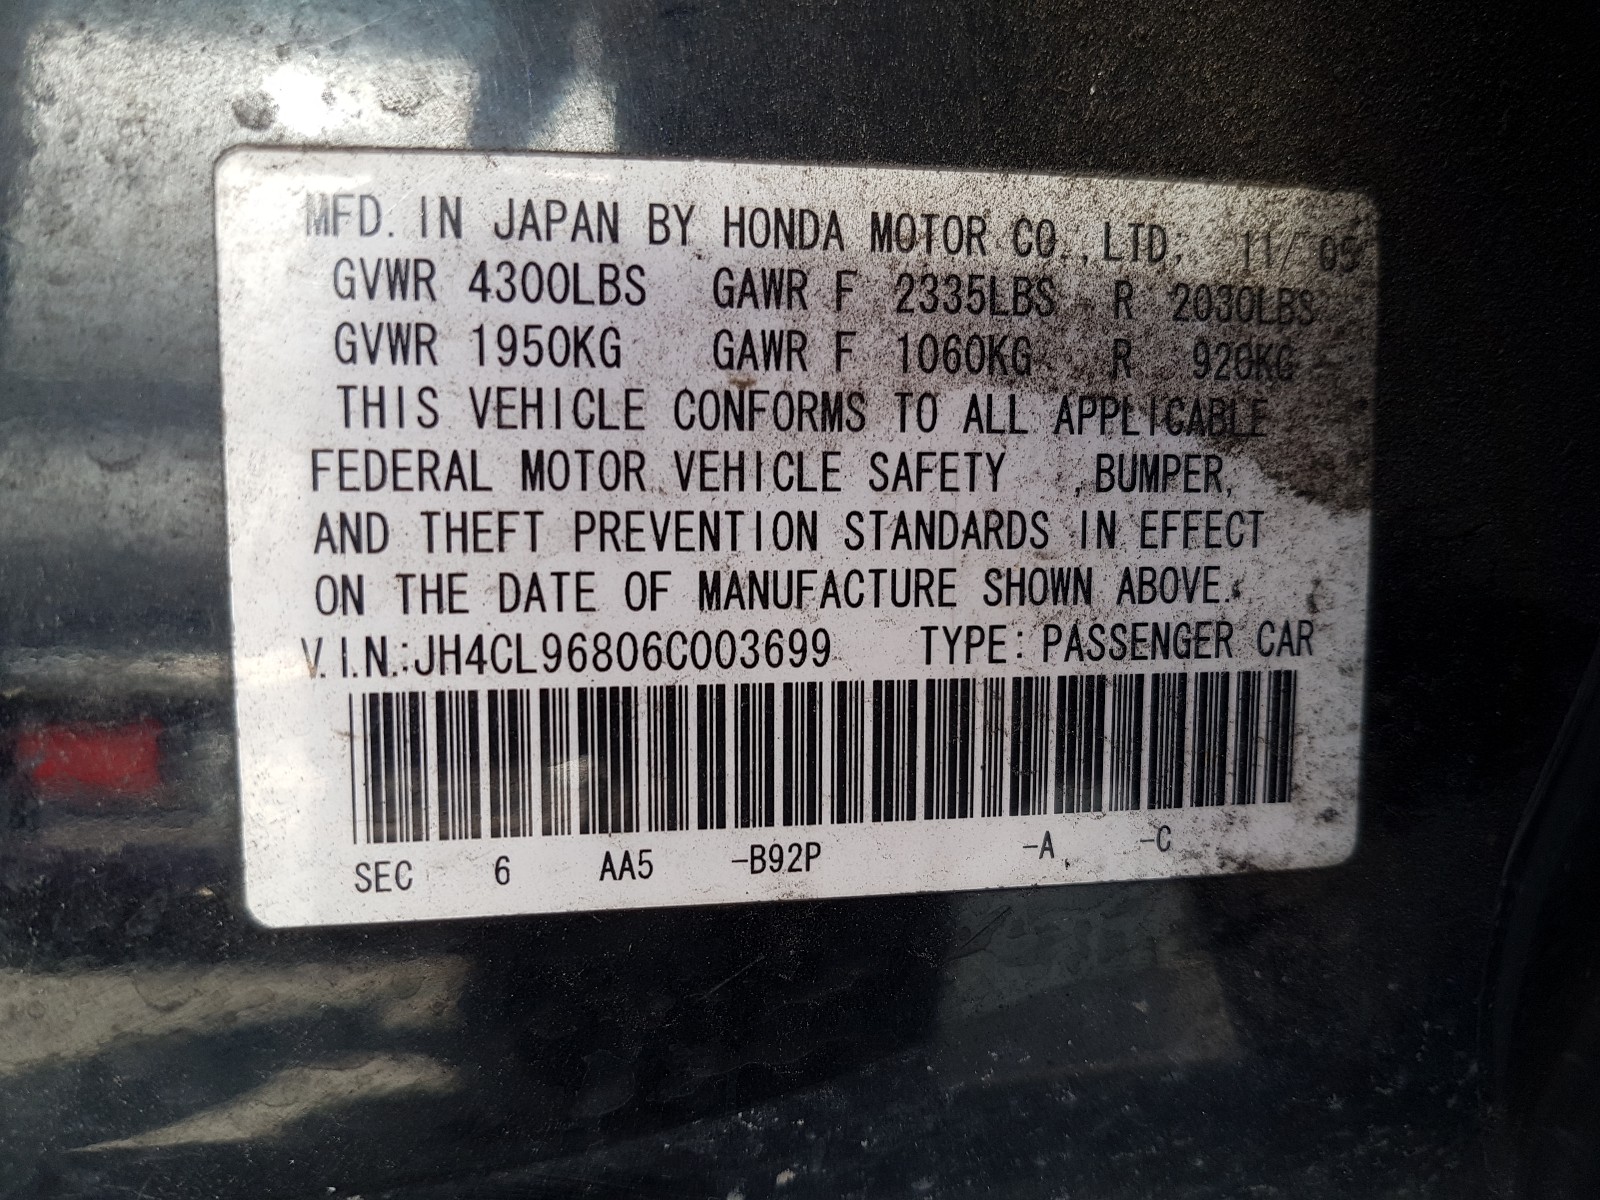 MFD. IN JAPAN BY HONDA MOTOR CO.,LTD; 11/ 05
GVWR 4300LBS GAWR F 2335LBS R 2030LBS
GVWR 1950KG GAWR F 1060KG R 920KG
THIS VEHICLE CONFORMS TO ALL APPLICABLE
FEDERAL MOTOR VEHICLE SAFETY ,BUMPER,
AND THEFT PREVENTION STANDARDS IN EFFECT
ON THE DATE OF MANUFACTURE SHOWN ABOVE.
V.I.N.:JH4CL96806C003699 TYPE: PASSENGER CAR
SEC 6 AA5 -B92P -A -C